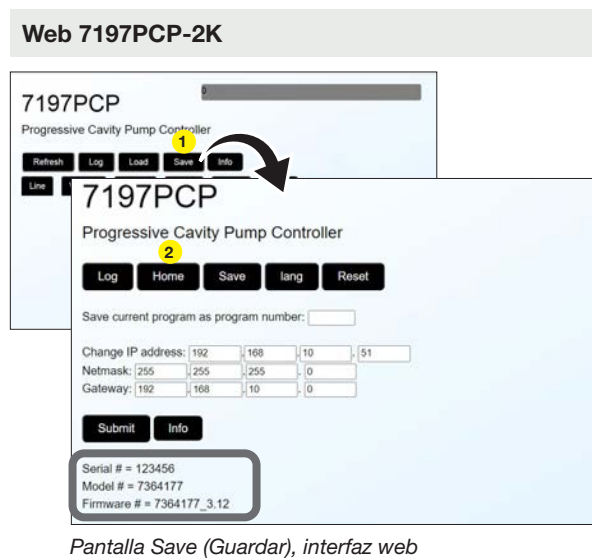 Web 7197PCP-2K
0
7197PCP
Progressive Cavity Pump Controller
1
Refresh Log Load Save Info
Line
7197PCP
Progressive Cavity Pump Controller
2
Log Home Save lang Reset
Save current program as program number:
Change IP address: 192 . 168 . 10 . 51
Netmask: 255 . 255 . 255 . 0
Gateway: 192 . 168 . 10 . 0
Submit Info
Serial # = 123456
Model # = 7364177
Firmware # = 7364177_3.12
Pantalla Save (Guardar), interfaz web